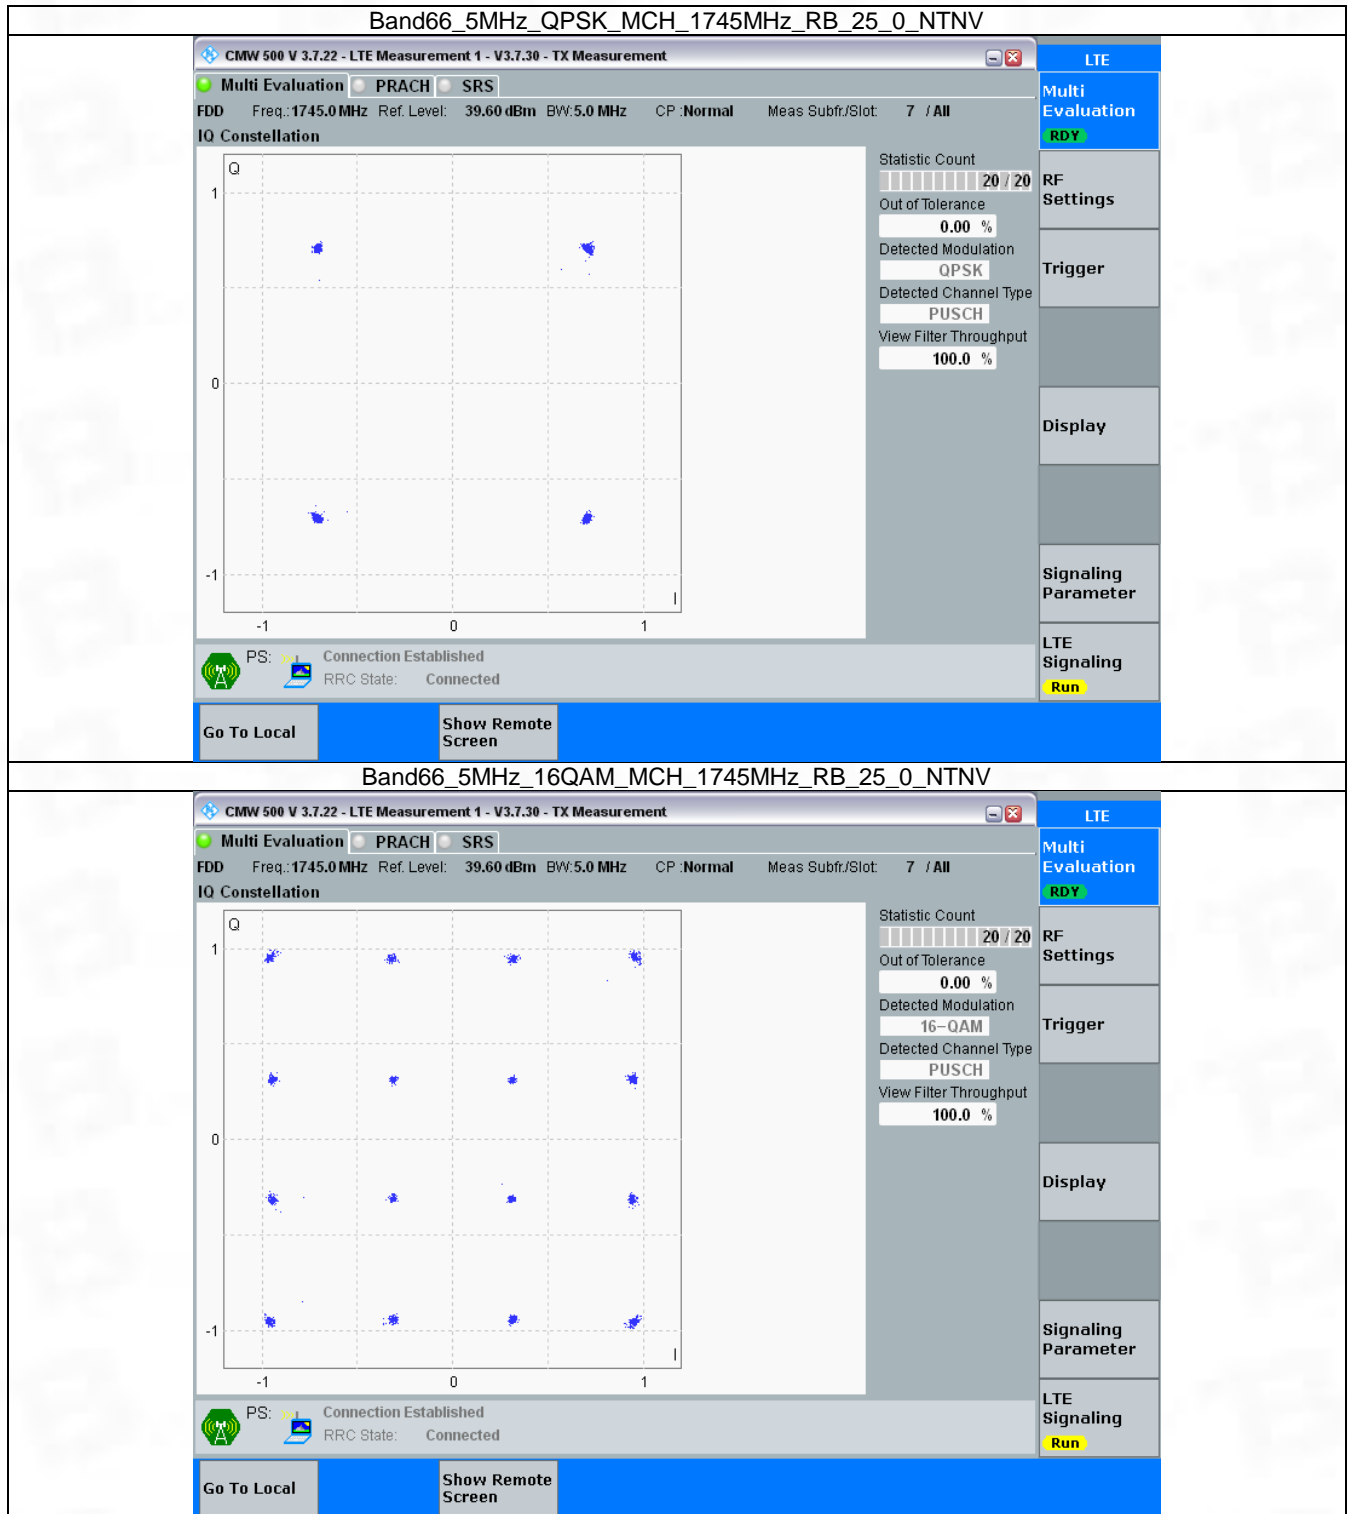 Band66_5MHz_QPSK_MCH_1745MHz_RB_25_0_NTNV
CMW 500 V 3.7.22 - LTE Measurement 1 - V3.7.30 - TX Measurement
LTE
Multi Evaluation PRACH SRS
Multi
Evaluation
RDY
FDD Freq.:1745.0 MHz Ref. Level: 39.60 dBm BW:5.0 MHz CP :Normal Meas Subfr./Slot: 7 / All
IQ Constellation
Q
1
0
-1
I
-1 0 1
Statistic Count
20 / 20
Out of Tolerance
0.00 %
Detected Modulation
QPSK
Detected Channel Type
PUSCH
View Filter Throughput
100.0 %
RF
Settings
Trigger
Display
Signaling
Parameter
LTE
Signaling
Run
PS: Connection Established
RRC State: Connected
Go To Local
Show Remote
Screen
Band66_5MHz_16QAM_MCH_1745MHz_RB_25_0_NTNV
CMW 500 V 3.7.22 - LTE Measurement 1 - V3.7.30 - TX Measurement
LTE
Multi Evaluation PRACH SRS
Multi
Evaluation
RDY
FDD Freq.:1745.0 MHz Ref. Level: 39.60 dBm BW:5.0 MHz CP :Normal Meas Subfr./Slot: 7 / All
IQ Constellation
Q
1
0
-1
I
-1 0 1
Statistic Count
20 / 20
Out of Tolerance
0.00 %
Detected Modulation
16-QAM
Detected Channel Type
PUSCH
View Filter Throughput
100.0 %
RF
Settings
Trigger
Display
Signaling
Parameter
LTE
Signaling
Run
PS: Connection Established
RRC State: Connected
Go To Local
Show Remote
Screen